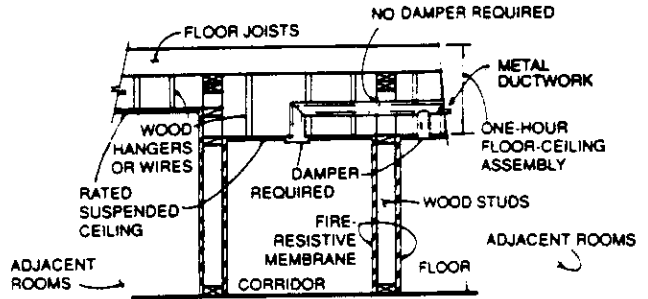 NO DAMPER REQUIRED
FLOOR JOISTS
METAL
DUCTWORK
WOOD
HANGERS
OR WIRES
ONE-HOUR
FLOOR-CEILING
ASSEMBLY
DAMPER
REQUIRED
RATED
SUSPENDED
CEILING
WOOD STUDS
FIRE-
RESISTIVE
MEMBRANE
ADJACENT ROOMS
ADJACENT
ROOMS
CORRIDOR
FLOOR